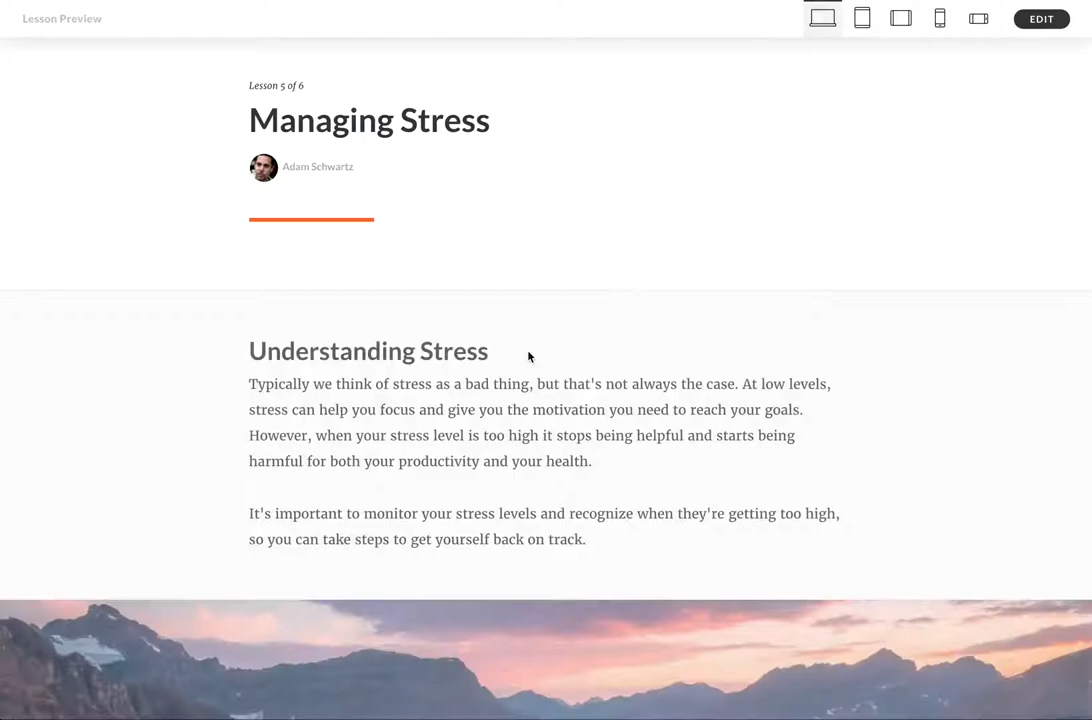 Lesson Preview
EDIT
Lesson 5 of 6
Managing Stress
Adam Schwartz
Understanding Stress
Typically we think of stress as a bad thing, but that's not always the case. At low levels,
stress can help you focus and give you the motivation you need to reach your goals.
However, when your stress level is too high it stops being helpful and starts being
harmful for both your productivity and your health.
It's important to monitor your stress levels and recognize when they're getting too high,
so you can take steps to get yourself back on track.